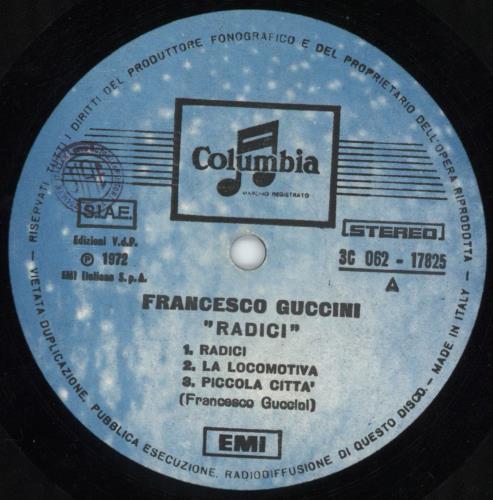 RISERVATI TUTTI I DIRITTI DEL PRODUTTORE FONOGRAFICO E DEL PROPRIETARIO DELL'OPERA RIPRODOTTA
Columbia
MARCHIO REGISTRATO
S.I.A.E.
Edizioni V.d.P.
℗ 1972
EMI Italiana S.p.A.
STEREO
3C 062 - 17825
A
FRANCESCO GUCCINI
"RADICI"
1. RADICI
2. LA LOCOMOTIVA
3. PICCOLA CITTA'
(Francesco Guccini)
EMI
VIETATA DUPLICAZIONE, PUBBLICA ESECUZIONE, RADIODIFFUSIONE DI QUESTO DISCO. - MADE IN ITALY -